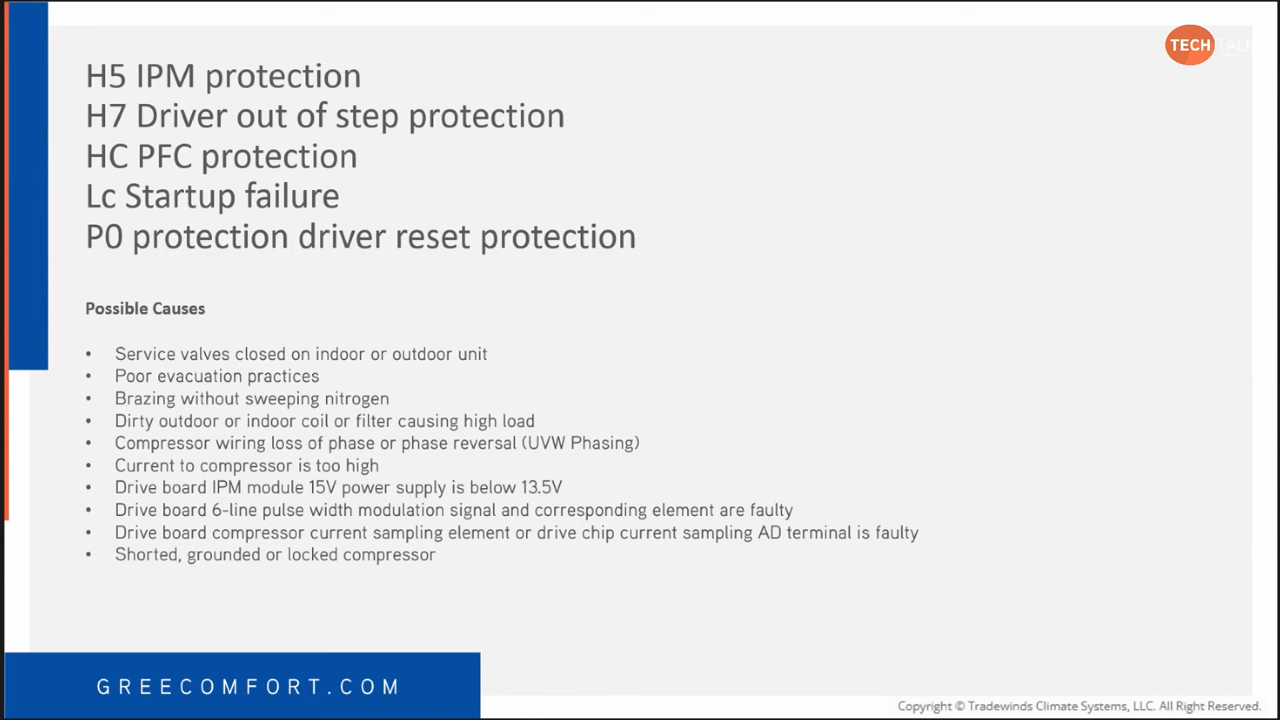 TECH TALK
H5 IPM protection
H7 Driver out of step protection
HC PFC protection
Lc Startup failure
P0 protection driver reset protection
Possible Causes
• Service valves closed on indoor or outdoor unit
• Poor evacuation practices
• Brazing without sweeping nitrogen
• Dirty outdoor or indoor coil or filter causing high load
• Compressor wiring loss of phase or phase reversal (UVW Phasing)
• Current to compressor is too high
• Drive board IPM module 15V power supply is below 13.5V
• Drive board 6-line pulse width modulation signal and corresponding element are faulty
• Drive board compressor current sampling element or drive chip current sampling AD terminal is faulty
• Shorted, grounded or locked compressor
GREECOMFORT.COM
Copyright © Tradewinds Climate Systems, LLC. All Right Reserved.